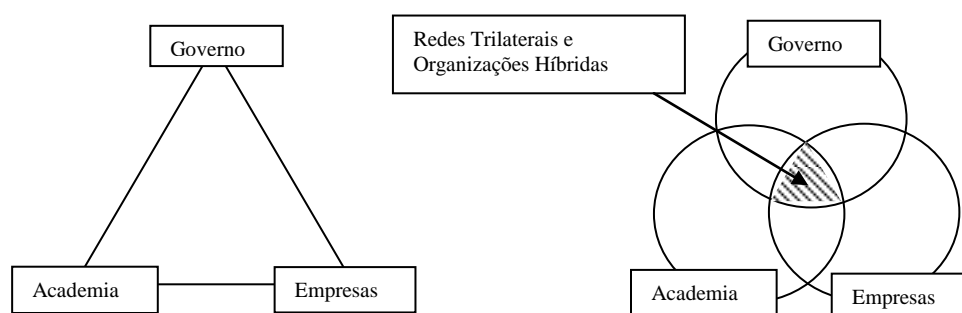 Governo
Academia
Empresas
Redes Trilaterais e
Organizações Híbridas
Governo
Academia
Empresas